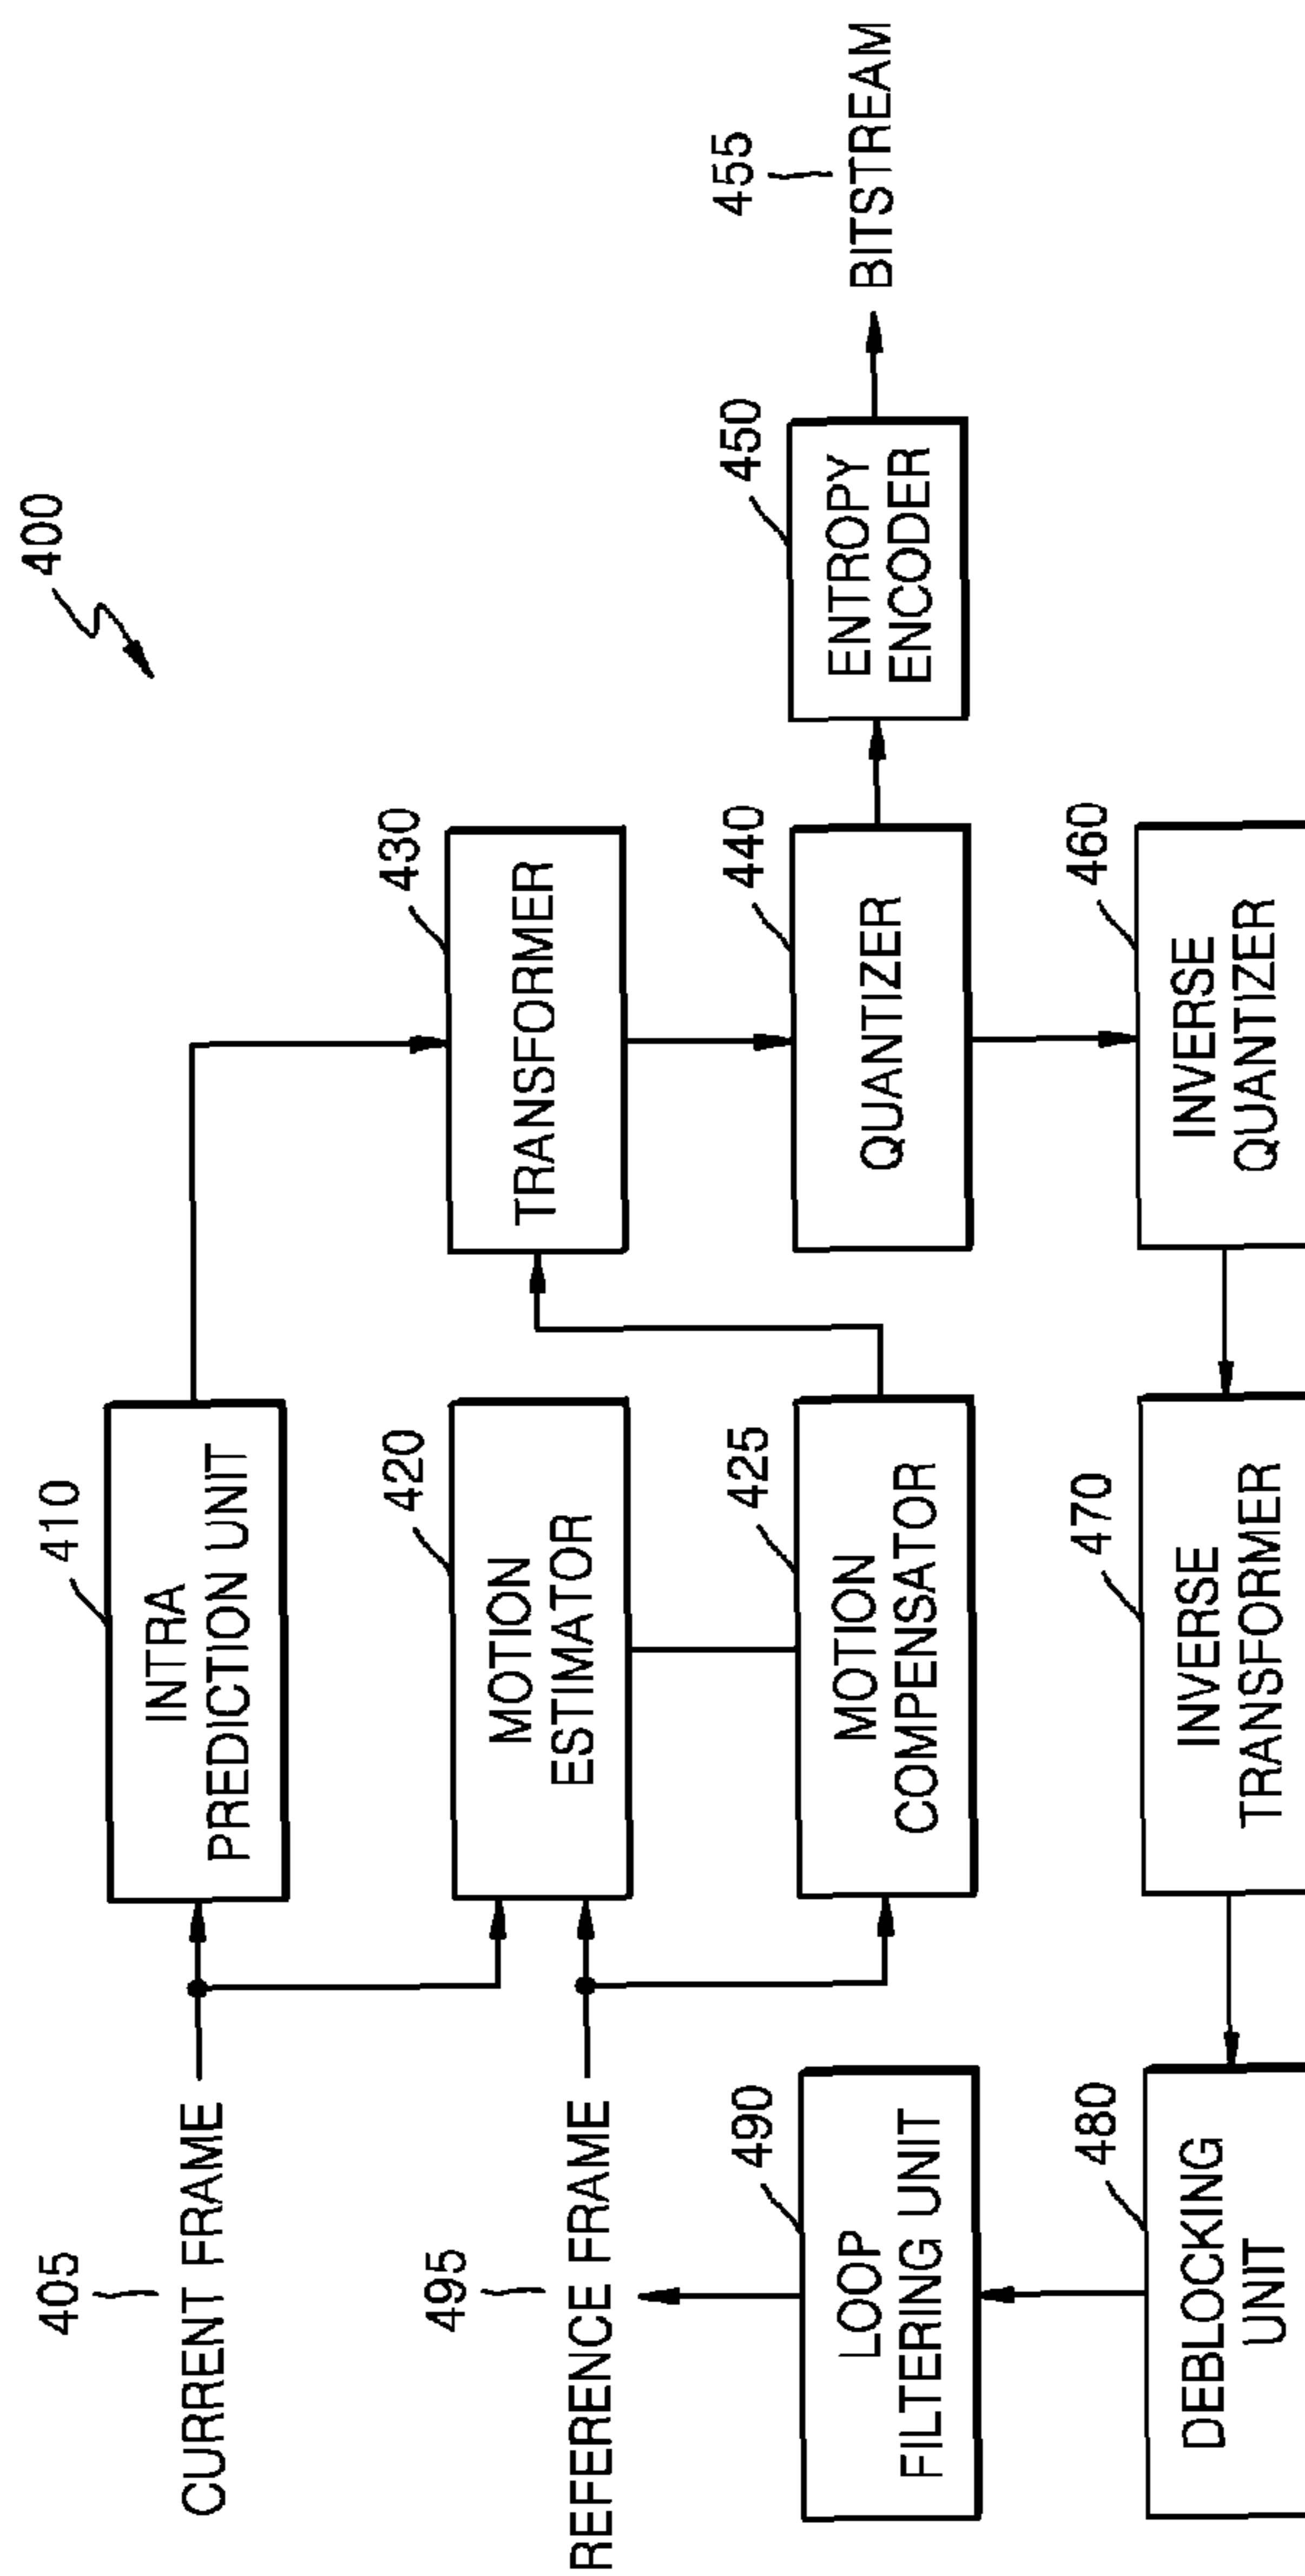 400
405
CURRENT FRAME
410
INTRA
PREDICTION UNIT
495
REFERENCE FRAME
420
MOTION
ESTIMATOR
430
TRANSFORMER
490
LOOP
FILTERING UNIT
425
MOTION
COMPENSATOR
440
QUANTIZER
450
ENTROPY
ENCODER
455
BITSTREAM
480
DEBLOCKING
UNIT
470
INVERSE
TRANSFORMER
460
INVERSE
QUANTIZER